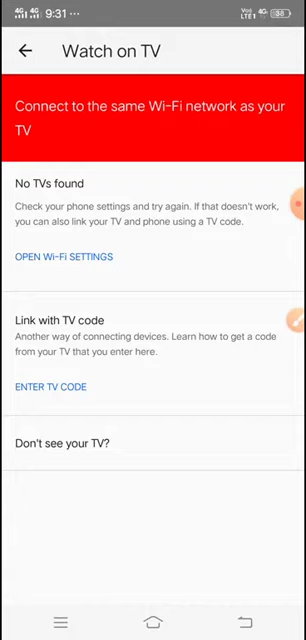 4G 4G 9:31 ...
Vo) LTE1 4G
Watch on TV
Connect to the same Wi-Fi network as your
TV
No TVs found
Check your phone settings and try again. If that doesn't work,
you can also link your TV and phone using a TV code.
OPEN Wi-Fi SETTINGS
Link with TV code
Another way of connecting devices. Learn how to get a code
from your TV that you enter here.
ENTER TV CODE
Don't see your TV?